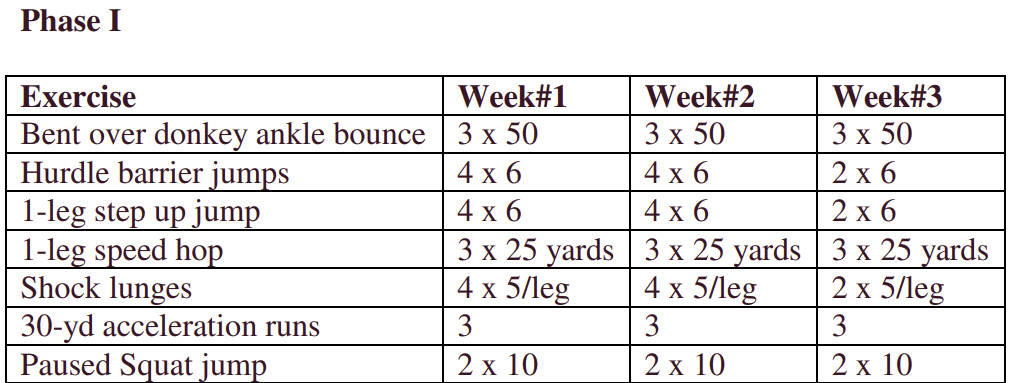 Phase I
Exercise Week#1 Week#2 Week#3
Bent over donkey ankle bounce 3 x 50 3 x 50 3 x 50
Hurdle barrier jumps 4 x 6 4 x 6 2 x 6
1-leg step up jump 4 x 6 4 x 6 2 x 6
1-leg speed hop 3 x 25 yards 3 x 25 yards 3 x 25 yards
Shock lunges 4 x 5/leg 4 x 5/leg 2 x 5/leg
30-yd acceleration runs 3 3 3
Paused Squat jump 2 x 10 2 x 10 2 x 10